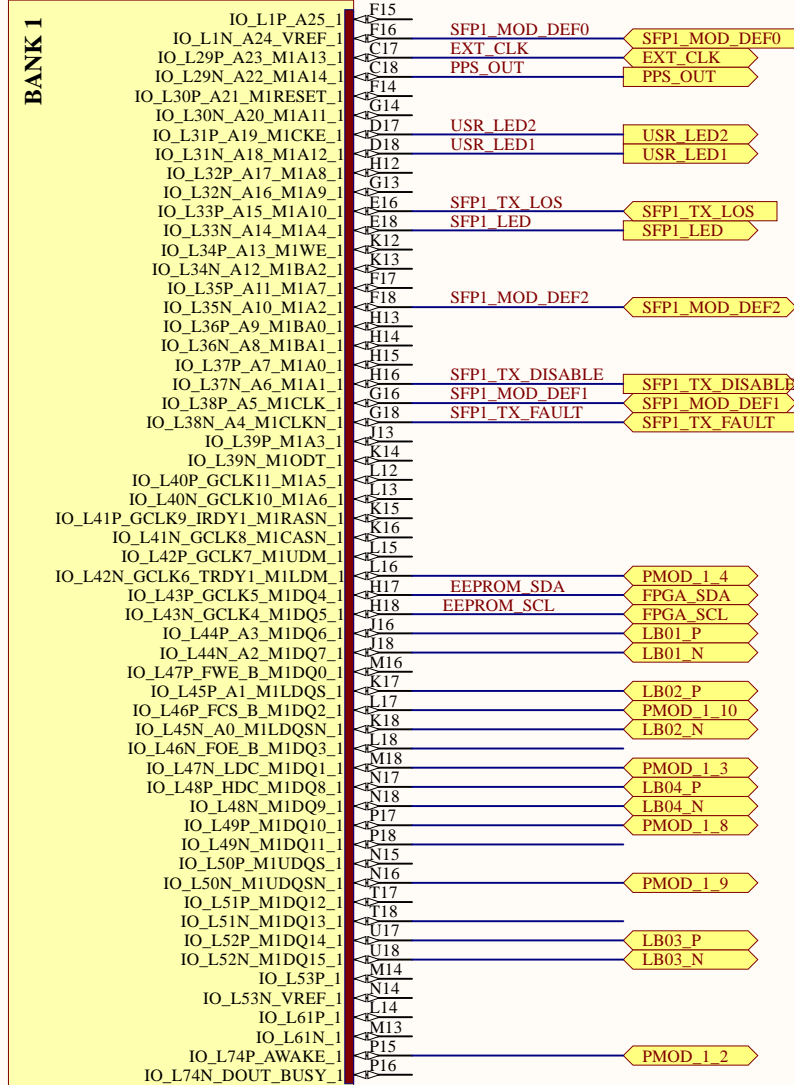 BANK 1
IO_L1P_A25_1 F15
IO_L1N_A24_VREF_1 F16 SFP1_MOD_DEF0 SFP1_MOD_DEF0
IO_L29P_A23_M1A13_1 C17 EXT_CLK EXT_CLK
IO_L29N_A22_M1A14_1 C18 PPS_OUT PPS_OUT
IO_L30P_A21_M1RESET_1 F14
IO_L30N_A20_M1A11_1 G14
IO_L31P_A19_M1CKE_1 D17 USR_LED2 USR_LED2
IO_L31N_A18_M1A12_1 D18 USR_LED1 USR_LED1
IO_L32P_A17_M1A8_1 H12
IO_L32N_A16_M1A9_1 G13
IO_L33P_A15_M1A10_1 E16 SFP1_TX_LOS SFP1_TX_LOS
IO_L33N_A14_M1A4_1 E18 SFP1_LED SFP1_LED
IO_L34P_A13_M1WE_1 K12
IO_L34N_A12_M1BA2_1 K13
IO_L35P_A11_M1A7_1 F17
IO_L35N_A10_M1A2_1 F18 SFP1_MOD_DEF2 SFP1_MOD_DEF2
IO_L36P_A9_M1BA0_1 H13
IO_L36N_A8_M1BA1_1 H14
IO_L37P_A7_M1A0_1 H15
IO_L37N_A6_M1A1_1 H16 SFP1_TX_DISABLE SFP1_TX_DISABLE
IO_L38P_A5_M1CLK_1 G16 SFP1_MOD_DEF1 SFP1_MOD_DEF1
IO_L38N_A4_M1CLKN_1 G18 SFP1_TX_FAULT SFP1_TX_FAULT
IO_L39P_M1A3_1 J13
IO_L39N_M1ODT_1 K14
IO_L40P_GCLK11_M1A5_1 L12
IO_L40N_GCLK10_M1A6_1 L13
IO_L41P_GCLK9_IRDY1_M1RASN_1 K15
IO_L41N_GCLK8_M1CASN_1 K16
IO_L42P_GCLK7_M1UDM_1 L15
IO_L42N_GCLK6_TRDY1_M1LDM_1 L16 PMOD_1_4
IO_L43P_GCLK5_M1DQ4_1 H17 EEPROM_SDA FPGA_SDA
IO_L43N_GCLK4_M1DQ5_1 H18 EEPROM_SCL FPGA_SCL
IO_L44P_A3_M1DQ6_1 J16 LB01_P
IO_L44N_A2_M1DQ7_1 J18 LB01_N
IO_L47P_FWE_B_M1DQ0_1 M16
IO_L45P_A1_M1LDQS_1 K17 LB02_P
IO_L46P_FCS_B_M1DQ2_1 L17 PMOD_1_10
IO_L45N_A0_M1LDQSN_1 K18 LB02_N
IO_L46N_FOE_B_M1DQ3_1 L18
IO_L47N_LDC_M1DQ1_1 M18 PMOD_1_3
IO_L48P_HDC_M1DQ8_1 N17 LB04_P
IO_L48N_M1DQ9_1 N18 LB04_N
IO_L49P_M1DQ10_1 P17 PMOD_1_8
IO_L49N_M1DQ11_1 P18
IO_L50P_M1UDQS_1 N15
IO_L50N_M1UDQSN_1 N16 PMOD_1_9
IO_L51P_M1DQ12_1 T17
IO_L51N_M1DQ13_1 T18
IO_L52P_M1DQ14_1 U17 LB03_P
IO_L52N_M1DQ15_1 U18 LB03_N
IO_L53P_1 M14
IO_L53N_VREF_1 N14
IO_L61P_1 L14
IO_L61N_1 M13
IO_L74P_AWAKE_1 P15 PMOD_1_2
IO_L74N_DOUT_BUSY_1 P16